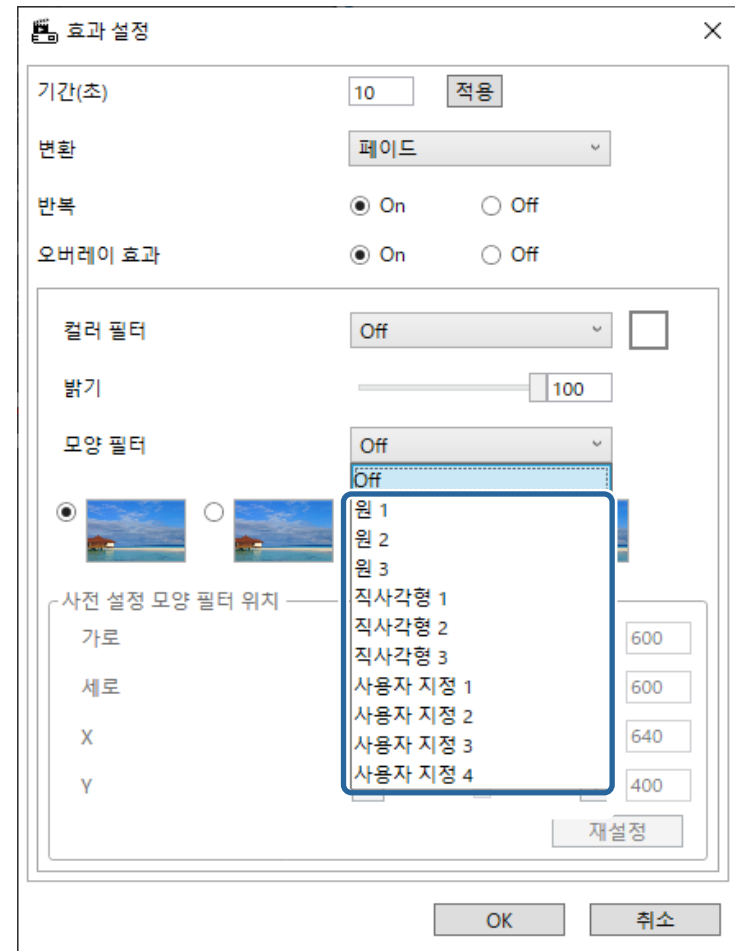 효과 설정
기간(초) 10 적용
변환 페이드
반복 On Off
오버레이 효과 On Off
컬러 필터 Off
밝기 100
모양 필터 Off
Off
원 1
원 2
원 3
직사각형 1
직사각형 2
직사각형 3
사용자 지정 1
사용자 지정 2
사용자 지정 3
사용자 지정 4
사전 설정 모양 필터 위치
가로 600
세로 600
X 640
Y 400
재설정
OK 취소